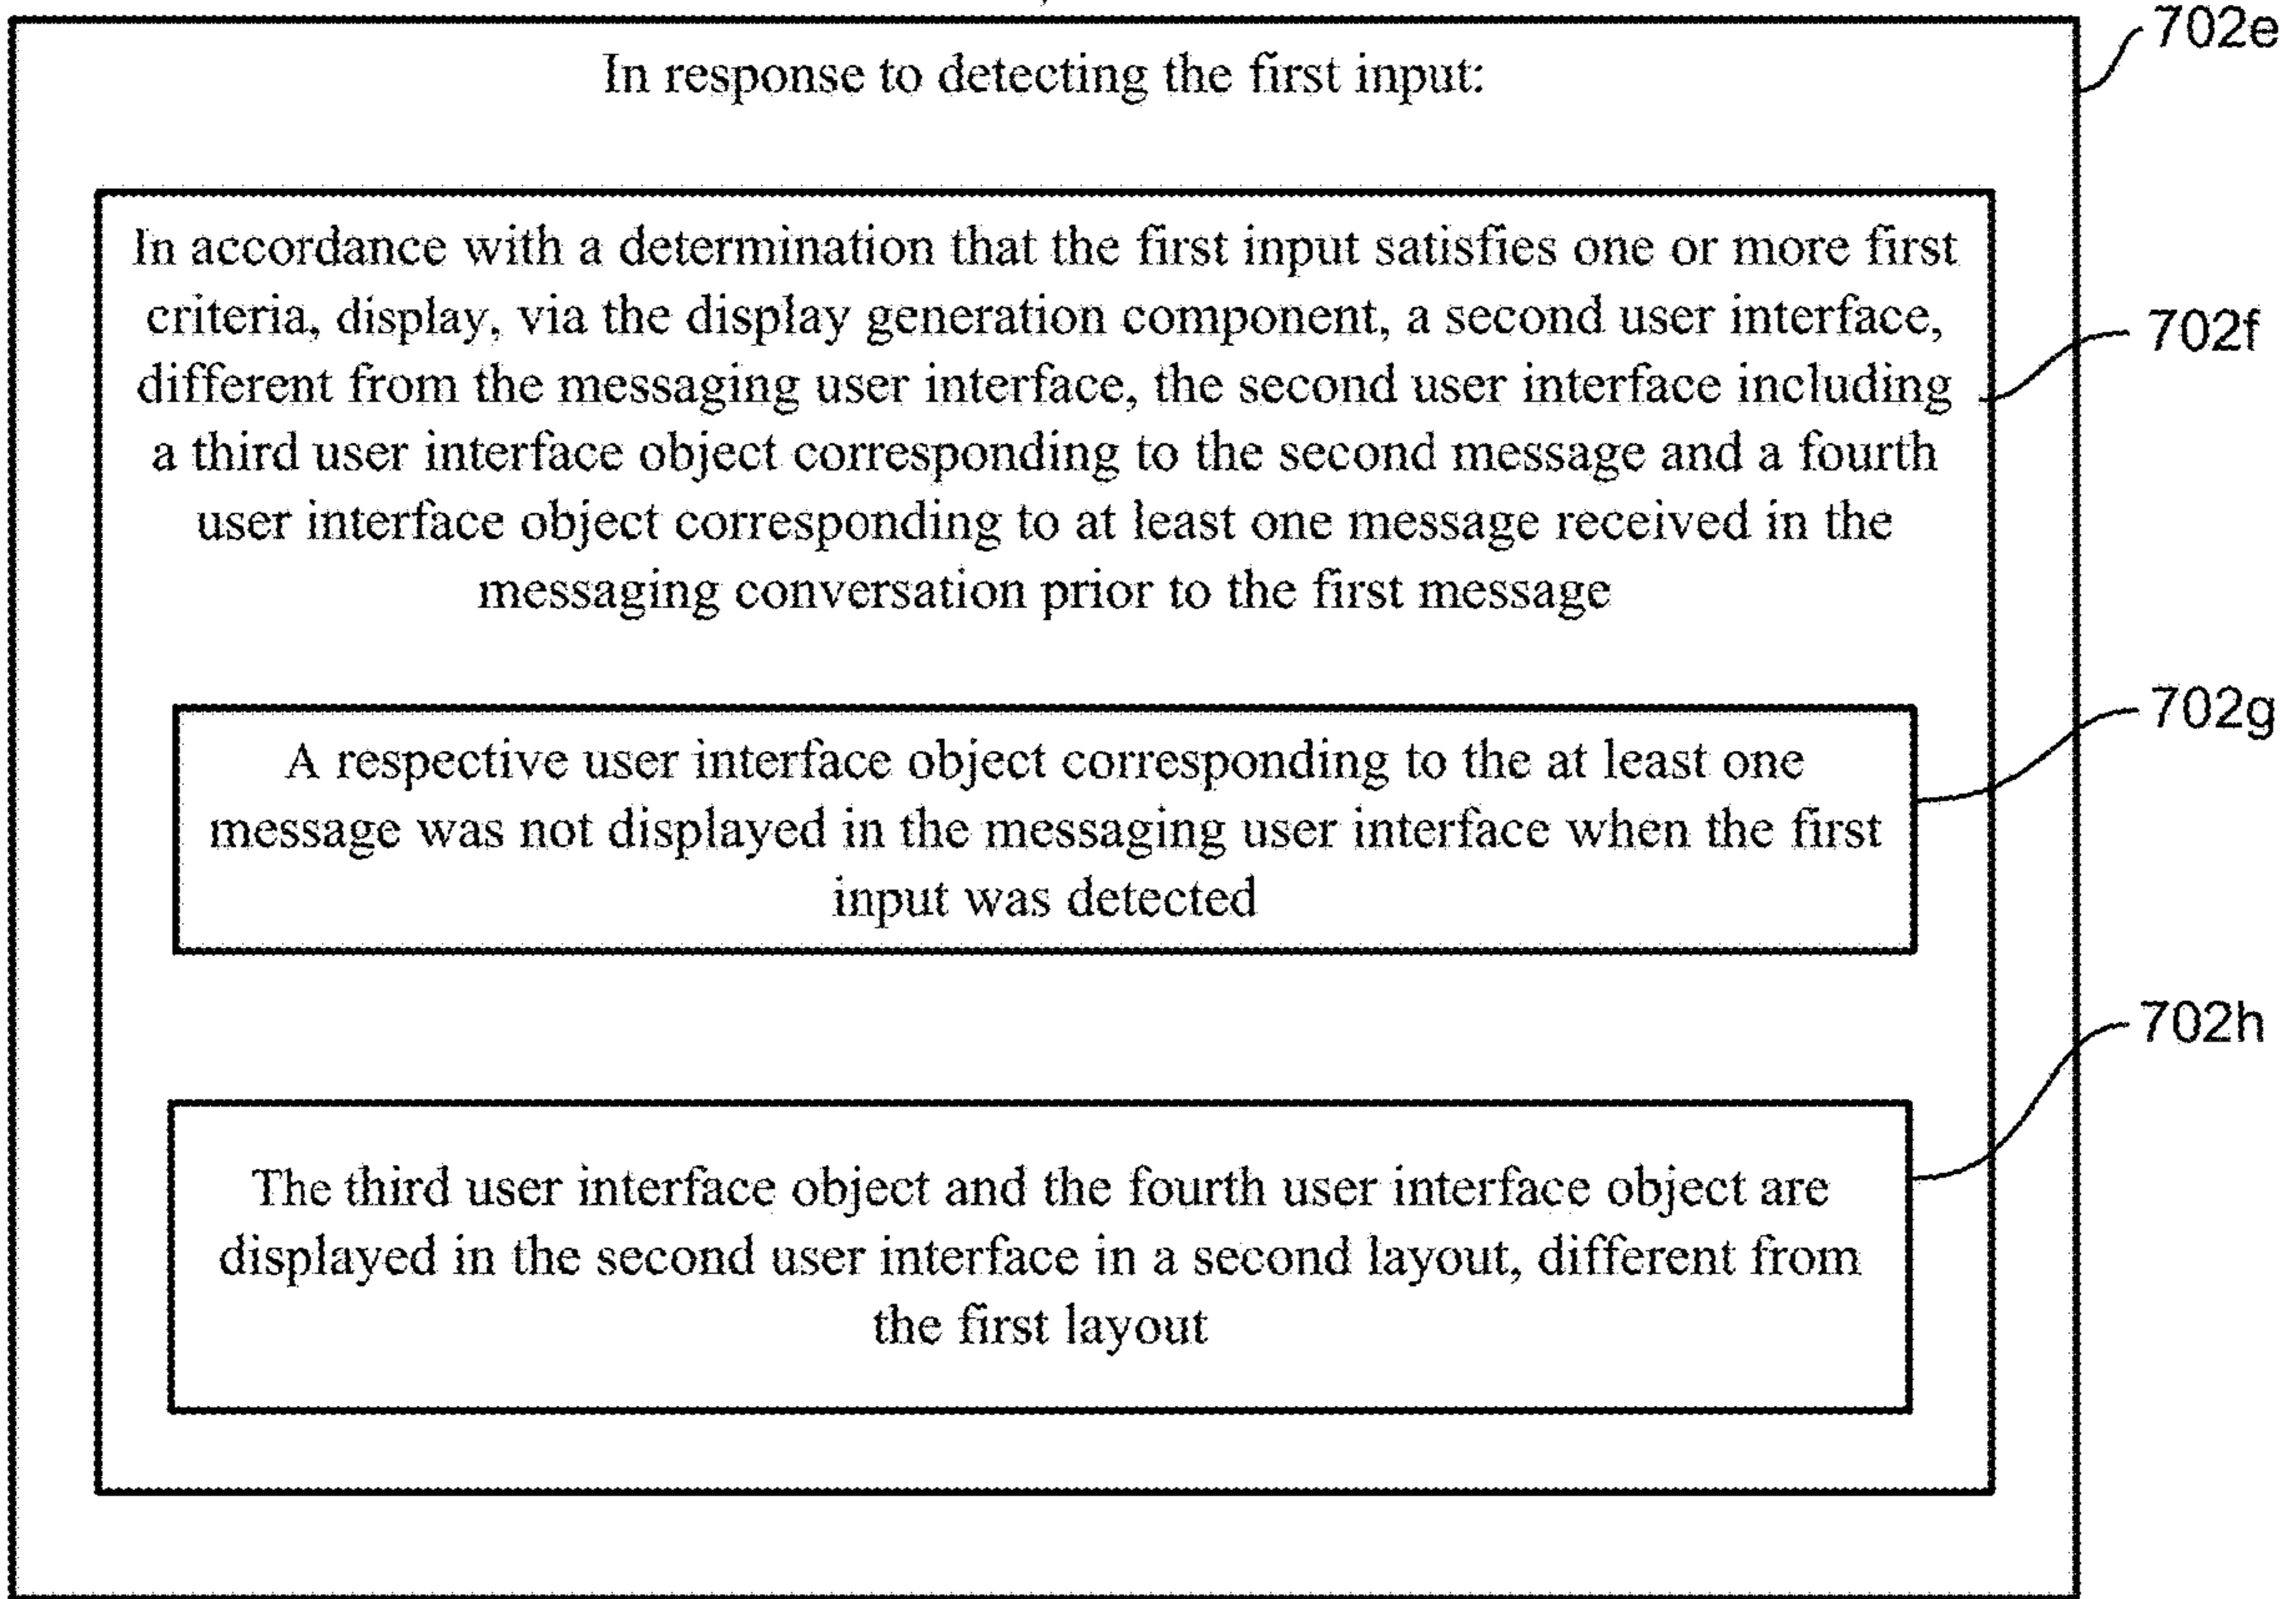 702e
In response to detecting the first input:
In accordance with a determination that the first input satisfies one or more first
criteria, display, via the display generation component, a second user interface,
different from the messaging user interface, the second user interface including
702f
a third user interface object corresponding to the second message and a fourth
user interface object corresponding to at least one message received in the
messaging conversation prior to the first message
702g
A respective user interface object corresponding to the at least one
message was not displayed in the messaging user interface when the first
input was detected
702h
The third user interface object and the fourth user interface object are
displayed in the second user interface in a second layout, different from
the first layout